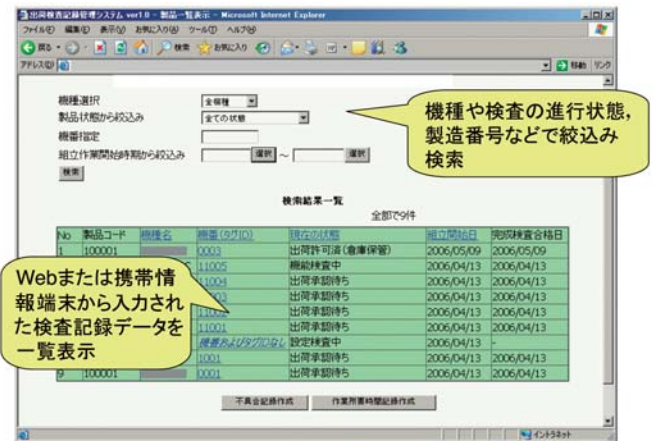 出荷検査記録管理システム ver1.0 - 製品一覧表示 - Microsoft Internet Explorer
ファイル(F) 編集(E) 表示(V) お気に入り(A) ツール(T) ヘルプ(H)
戻る 検索 お気に入り
アドレス(D) 移動 リンク
機種選択 全機種
製品状態から絞込み 全ての状態
機番指定
組立作業開始時期から絞込み 選択 ～ 選択
検索
機種や検査の進行状態,
製造番号などで絞込み
検索
検索結果一覧
全部で9件
No 製品コード 機種名 機番(タグID) 現在の状態 組立開始日 完成検査合格日
1 100001 0003 出荷許可済(倉庫保管) 2006/05/09 2006/05/09
11005 機能検査中 2006/04/13 2006/04/13
11004 出荷承認待ち 2006/04/13 2006/04/13
出荷承認待ち 2006/04/13 2006/04/13
出荷承認待ち 2006/04/13 2006/04/13
11001 出荷承認待ち 2006/04/13 2006/04/13
機番およびタグIDなし 設定検査中 2006/04/13 -
1001 出荷承認待ち 2006/04/13 2006/04/13
9 100001 0001 出荷承認待ち 2006/04/13 2006/04/13
Webまたは携帯情
報端末から入力され
た検査記録データを
一覧表示
不具合記録作成 作業所要時間記録作成
イントラネット